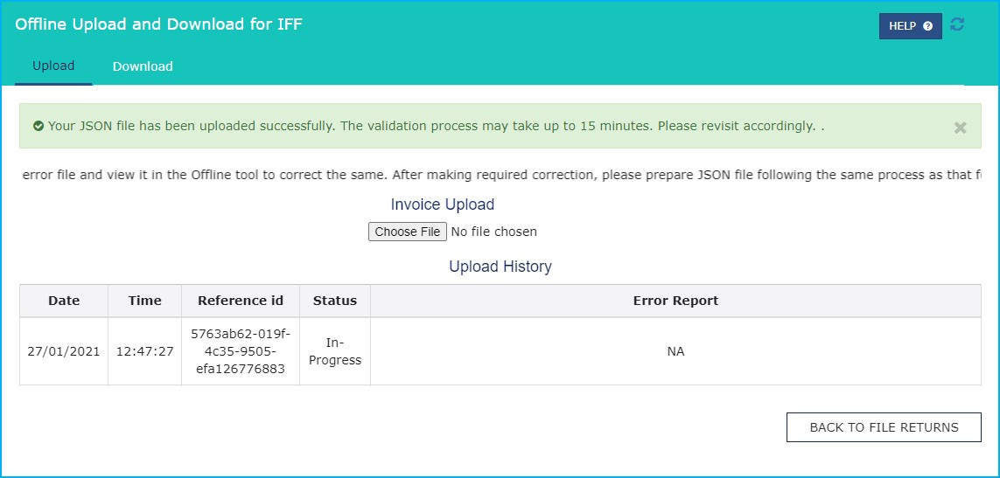 Offline Upload and Download for IFF
HELP
Upload Download
Your JSON file has been uploaded successfully. The validation process may take up to 15 minutes. Please revisit accordingly. .
error file and view it in the Offline tool to correct the same. After making required correction, please prepare JSON file following the same process as that
Invoice Upload
Choose File No file chosen
Upload History
Date Time Reference id Status Error Report
27/01/2021 12:47:27 5763ab62-019f-
4c35-9505-
efa126776883 In-
Progress NA
BACK TO FILE RETURNS